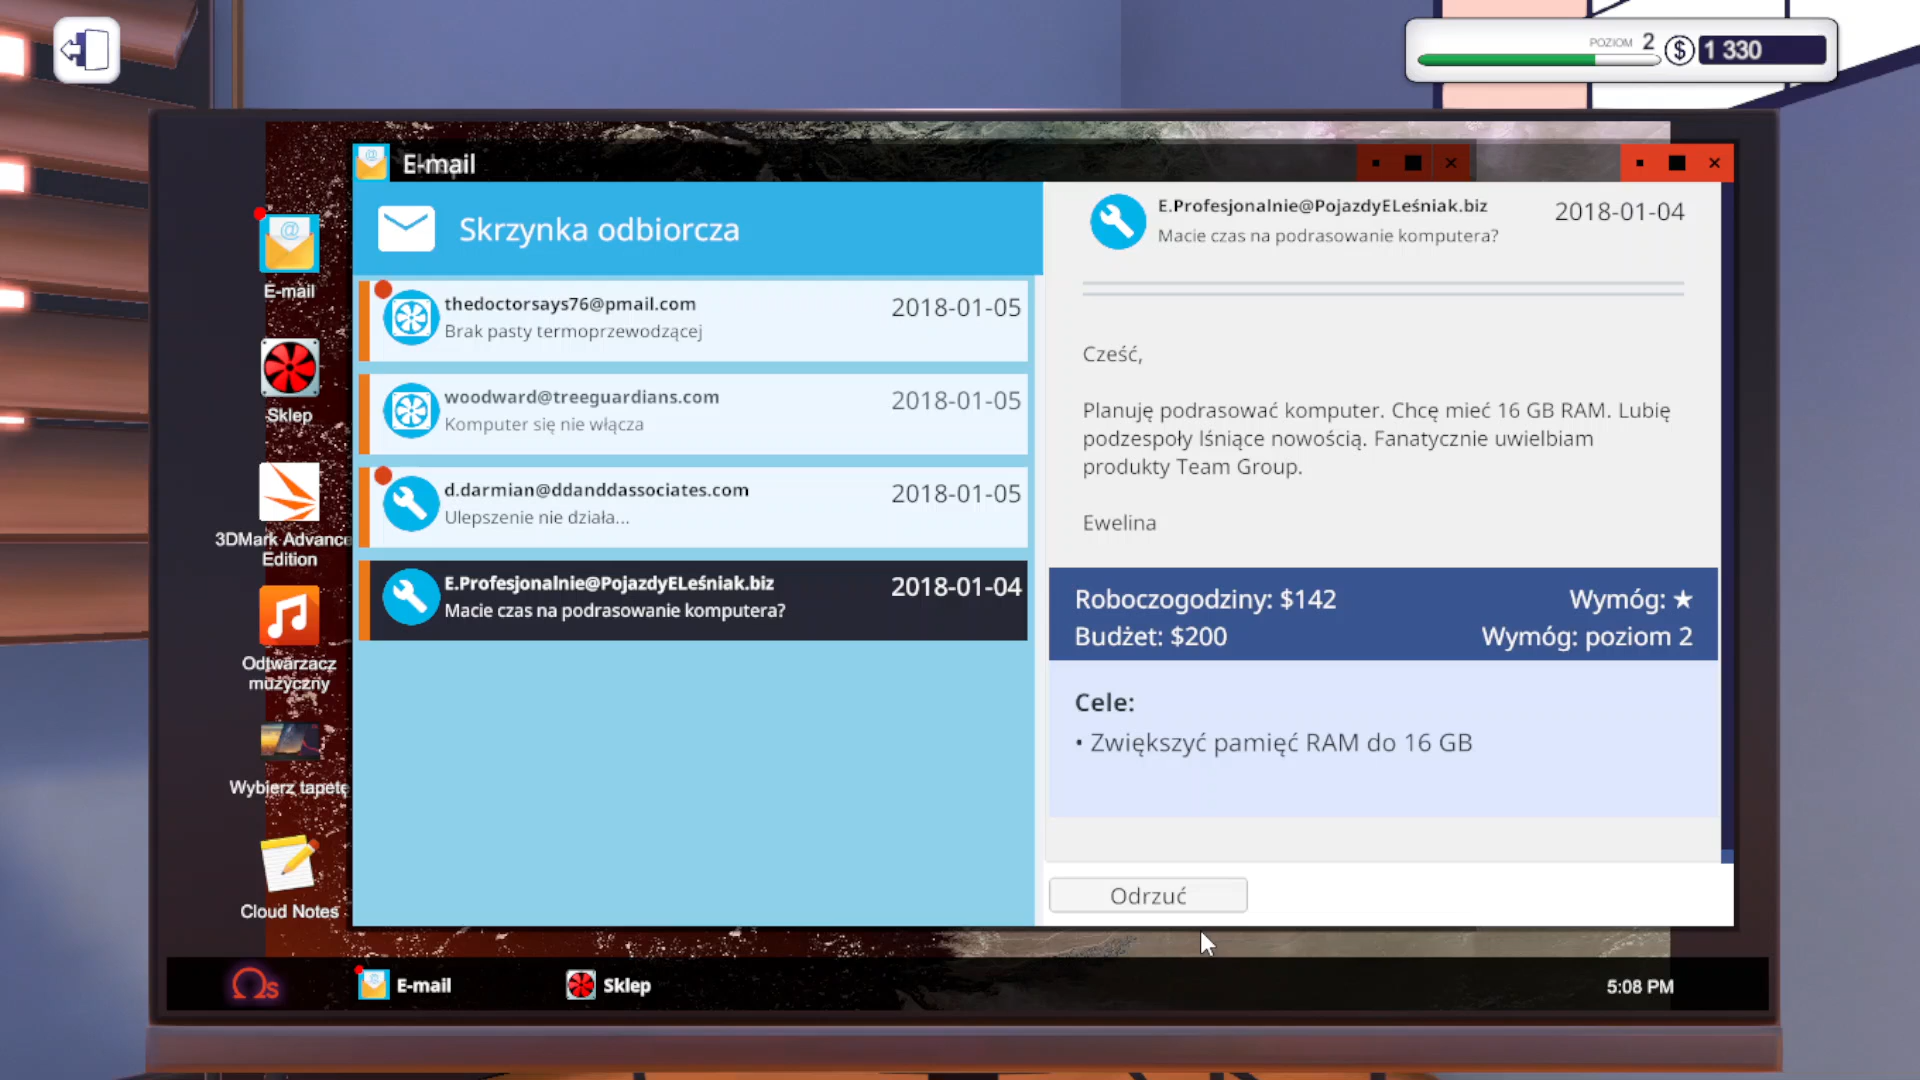 POZIOM 2
$ 1 330
E-mail
Skrzynka odbiorcza
thedoctorsays76@pmail.com
2018-01-05
Brak pasty termoprzewodzącej
woodward@treeguardians.com
2018-01-05
Komputer się nie włącza
d.darmian@ddanddassociates.com
2018-01-05
Ulepszenie nie działa...
E.Profesjonalnie@PojazdyELeśniak.biz
2018-01-04
Macie czas na podrasowanie komputera?
E.Profesjonalnie@PojazdyELeśniak.biz
2018-01-04
Macie czas na podrasowanie komputera?
Cześć,
Planuję podrasować komputer. Chcę mieć 16 GB RAM. Lubię
podzespoły lśniące nowością. Fanatycznie uwielbiam
produkty Team Group.
Ewelina
Roboczogodziny: $142
Wymóg: ★
Budżet: $200
Wymóg: poziom 2
Cele:
• Zwiększyć pamięć RAM do 16 GB
Odrzuć
E-mail
Sklep
3DMark Advance
Edition
Odtwarzacz
muzyczny
Wybierz tapetę
Cloud Notes
Ωs
E-mail
Sklep
5:08 PM